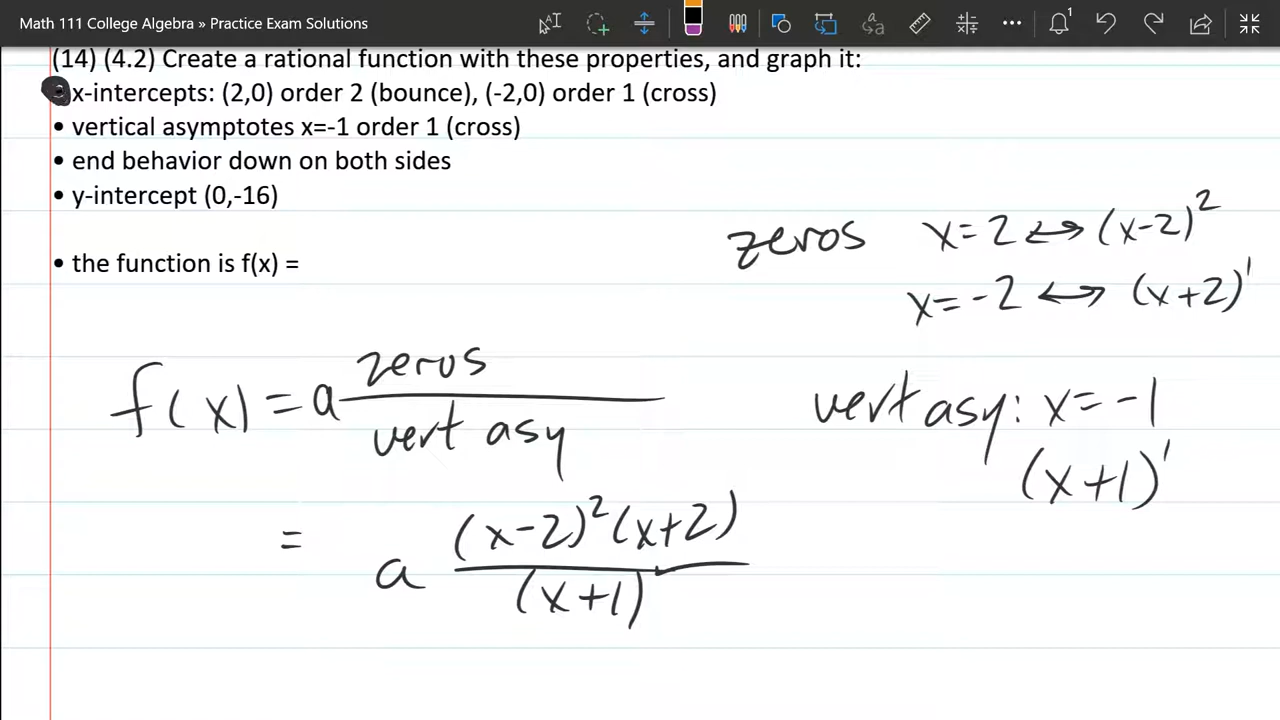 Math 111 College Algebra » Practice Exam Solutions
(14) (4.2) Create a rational function with these properties, and graph it:
x-intercepts: (2,0) order 2 (bounce), (-2,0) order 1 (cross)
• vertical asymptotes x=-1 order 1 (cross)
• end behavior down on both sides
• y-intercept (0,-16)
zeros x=2 ↔ (x-2)²
• the function is f(x) =
x=-2 ↔ (x+2)¹
zeros
f(x) = a
vert asy
vert asy: x=-1
(x+1)¹
(x-2)²(x+2)
= a
(x+1)